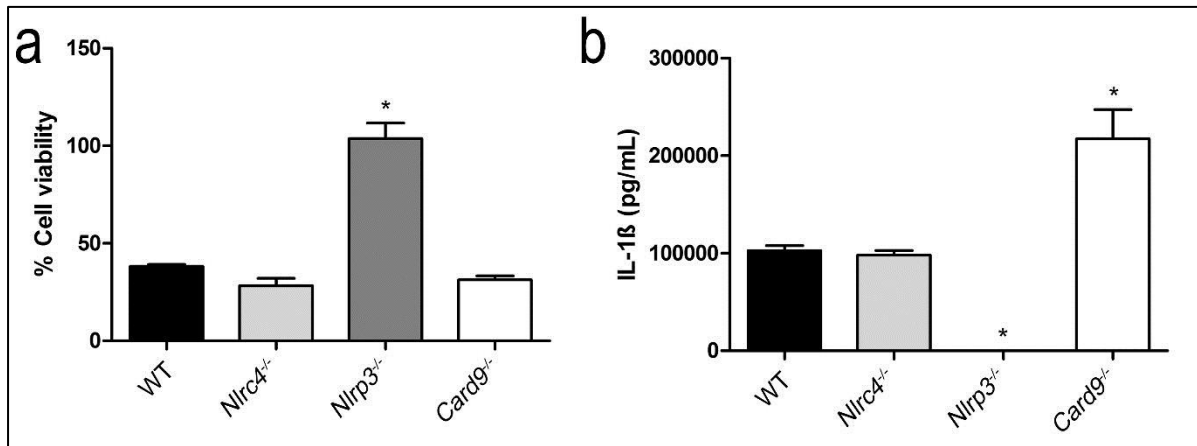 a
% Cell viability
150
100
50
0
*
WT
Nlrc4-/-
Nlrp3-/-
Card9-/-
b
IL-1ß (pg/mL)
300000
200000
100000
0
*
*
WT
Nlrc4-/-
Nlrp3-/-
Card9-/-